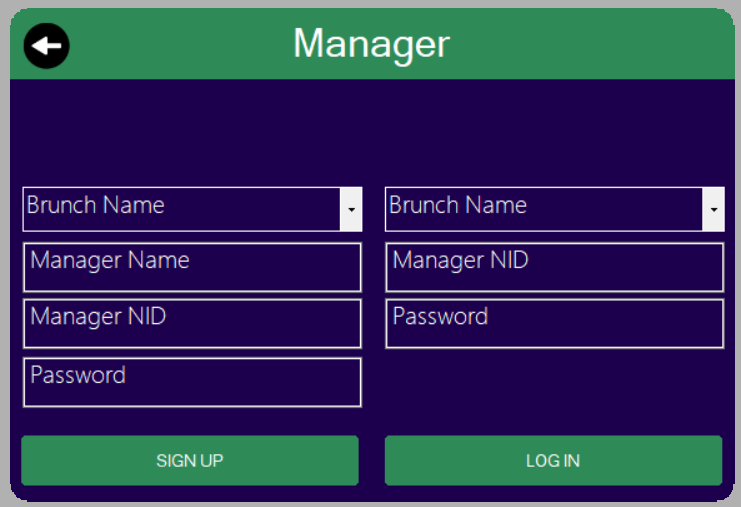 Manager
Brunch Name
Manager Name
Manager NID
Password
SIGN UP
Brunch Name
Manager NID
Password
LOG IN